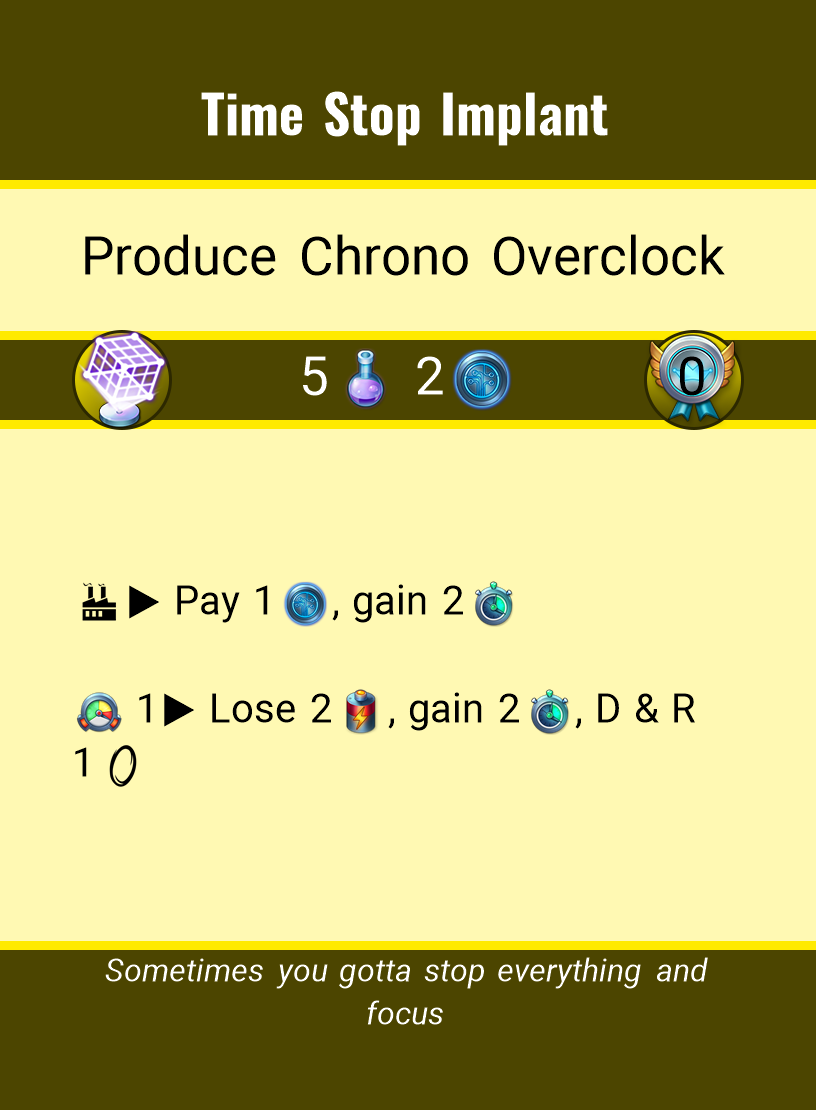 Time Stop Implant
Produce Chrono Overclock
5 2 0
▶ Pay 1 , gain 2
1▶ Lose 2 , gain 2 , D & R
1
Sometimes you gotta stop everything and
focus